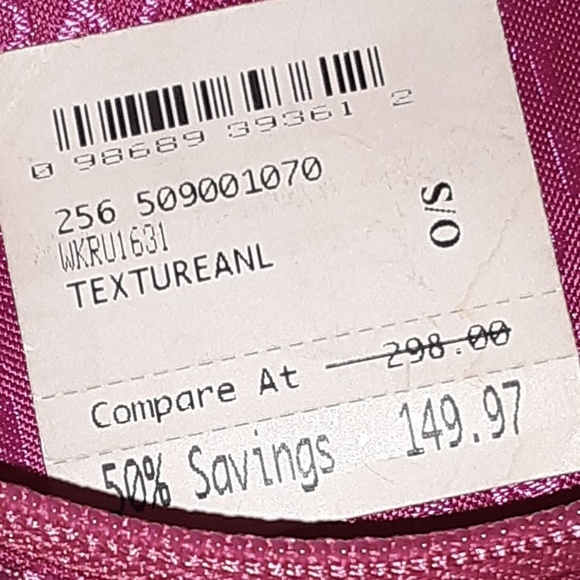 0 98689 39361 2
256 509001070
WKRU1631
TEXTUREANL
O/S
Compare At 298.00
50% Savings 149.97